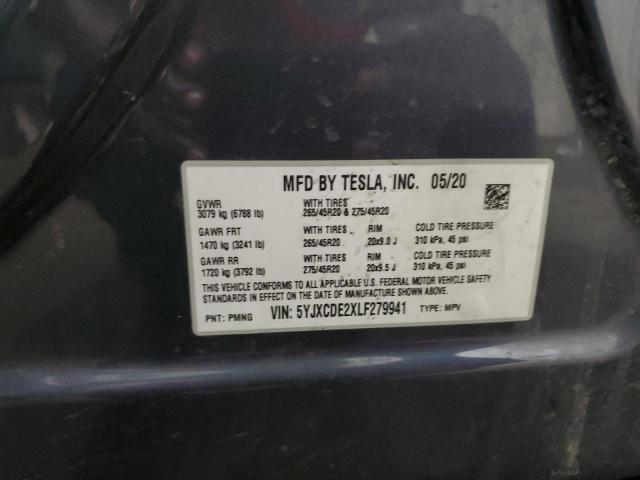 MFD BY TESLA, INC. 05/20
GVWR WITH TIRES
3079 kg (6788 lb) 265/45R20 & 275/45R20
GAWR FRT WITH TIRES RIM COLD TIRE PRESSURE
1470 kg (3241 lb) 265/45R20 20x9.0 J 310 kPa, 45 psi
GAWR RR WITH TIRES RIM COLD TIRE PRESSURE
1720 kg (3792 lb) 275/45R20 20x9.5 J 310 kPa, 45 psi
THIS VEHICLE CONFORMS TO ALL APPLICABLE U.S. FEDERAL MOTOR VEHICLE SAFETY
STANDARDS IN EFFECT ON THE DATE OF MANUFACTURE SHOWN ABOVE.
PNT: PMNG VIN: 5YJXCDE2XLF279941 TYPE: MPV